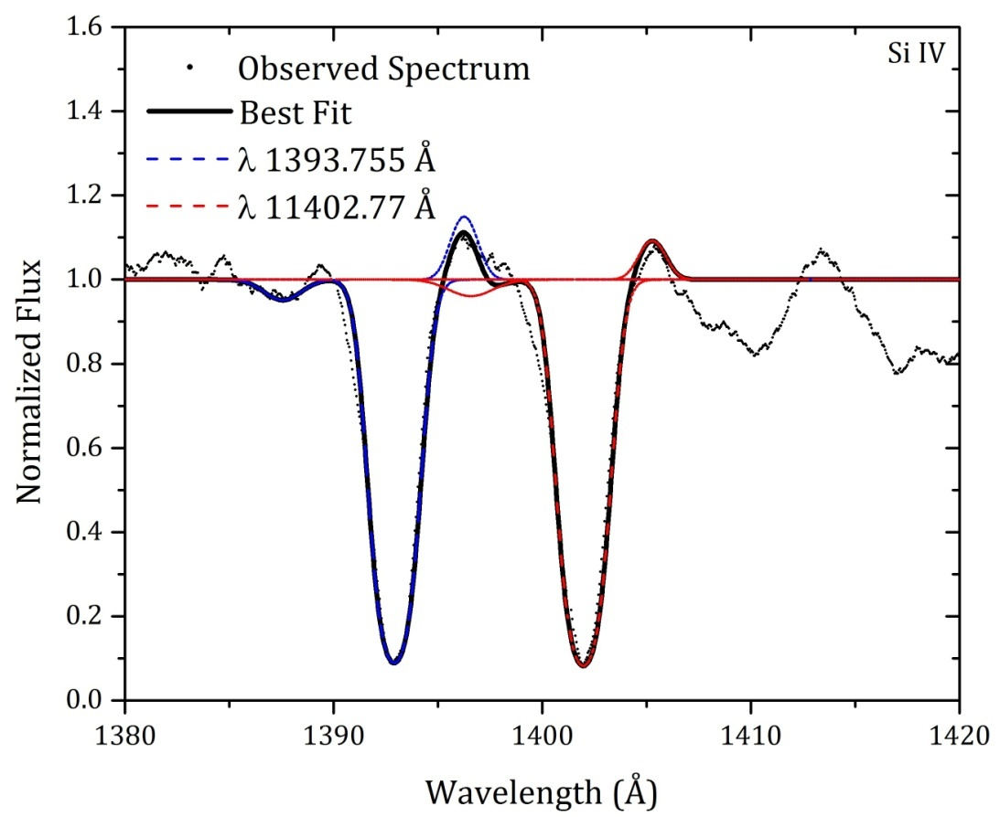 1.6
1.4
1.2
1.0
0.8
0.6
0.4
0.2
0.0
Normalized Flux
Si IV
Observed Spectrum
Best Fit
λ 1393.755 Å
λ 11402.77 Å
1380 1390 1400 1410 1420
Wavelength (Å)